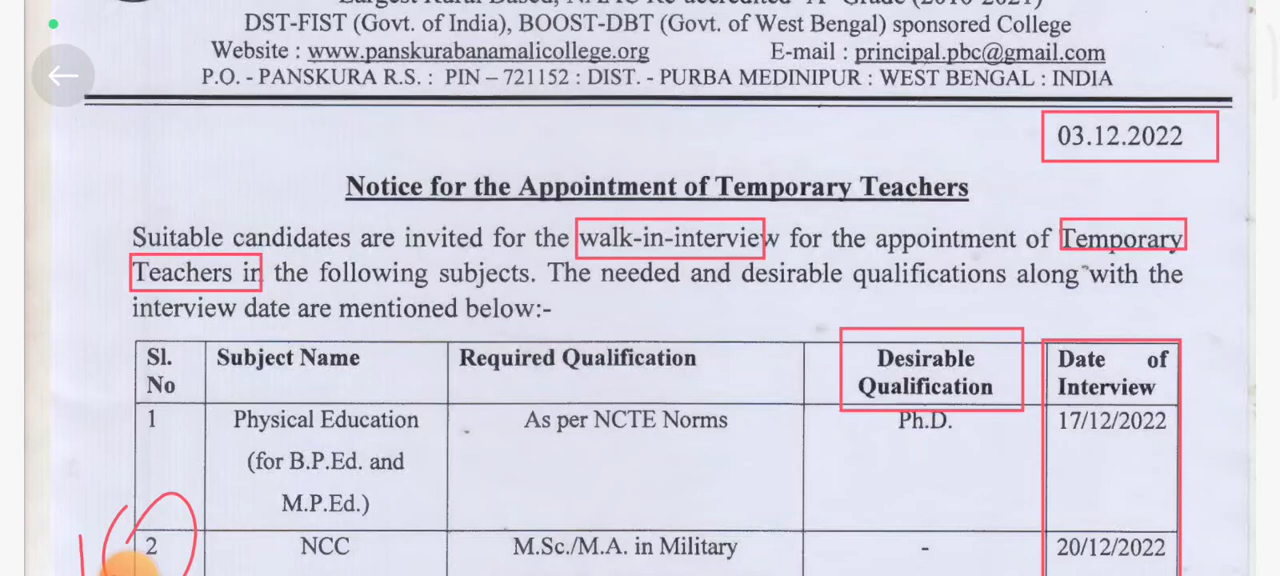 DST-FIST (Govt. of India), BOOST-DBT (Govt. of West Bengal) sponsored College
Website : www.panskurabanamalicollege.org E-mail : principal.pbc@gmail.com
P.O. - PANSKURA R.S. : PIN – 721152 : DIST. - PURBA MEDINIPUR : WEST BENGAL : INDIA
03.12.2022
Notice for the Appointment of Temporary Teachers
Suitable candidates are invited for the walk-in-interview for the appointment of Temporary
Teachers in the following subjects. The needed and desirable qualifications along with the
interview date are mentioned below:-
Sl. No Subject Name Required Qualification Desirable Qualification Date of Interview
1 Physical Education As per NCTE Norms Ph.D. 17/12/2022
(for B.P.Ed. and
M.P.Ed.)
2 NCC M.Sc./M.A. in Military - 20/12/2022